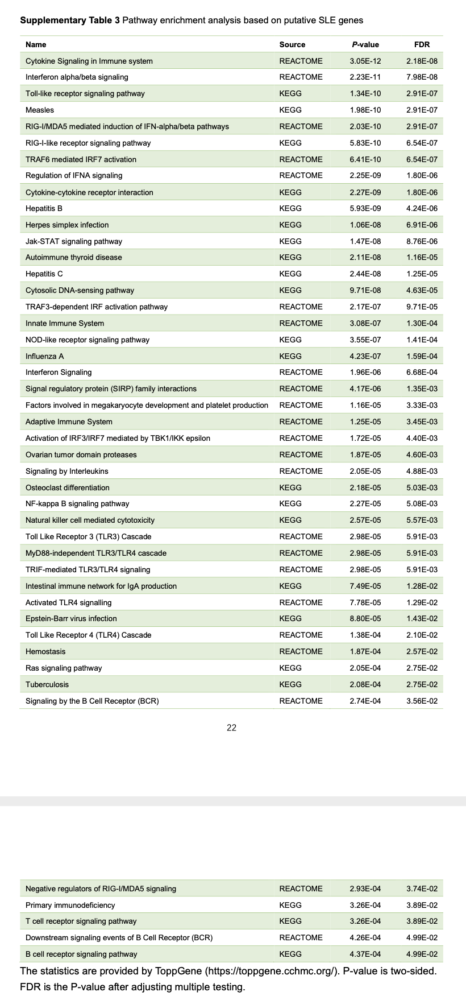 Supplementary Table 3 Pathway enrichment analysis based on putative SLE genes
Name Source P-value FDR
Cytokine Signaling in Immune system REACTOME 3.05E-12 2.18E-08
Interferon alpha/beta signaling REACTOME 2.23E-11 7.98E-08
Toll-like receptor signaling pathway KEGG 1.34E-10 2.91E-07
Measles KEGG 1.98E-10 2.91E-07
RIG-I/MDA5 mediated induction of IFN-alpha/beta pathways REACTOME 2.03E-10 2.91E-07
RIG-I-like receptor signaling pathway KEGG 5.83E-10 6.54E-07
TRAF6 mediated IRF7 activation REACTOME 6.41E-10 6.54E-07
Regulation of IFNA signaling REACTOME 2.25E-09 1.80E-06
Cytokine-cytokine receptor interaction KEGG 2.27E-09 1.80E-06
Hepatitis B KEGG 5.93E-09 4.24E-06
Herpes simplex infection KEGG 1.06E-08 6.91E-06
Jak-STAT signaling pathway KEGG 1.47E-08 8.76E-06
Autoimmune thyroid disease KEGG 2.11E-08 1.16E-05
Hepatitis C KEGG 2.44E-08 1.25E-05
Cytosolic DNA-sensing pathway KEGG 9.71E-08 4.63E-05
TRAF3-dependent IRF activation pathway REACTOME 2.17E-07 9.71E-05
Innate Immune System REACTOME 3.08E-07 1.30E-04
NOD-like receptor signaling pathway KEGG 3.55E-07 1.41E-04
Influenza A KEGG 4.23E-07 1.59E-04
Interferon Signaling REACTOME 1.96E-06 6.68E-04
Signal regulatory protein (SIRP) family interactions REACTOME 4.17E-06 1.35E-03
Factors involved in megakaryocyte development and platelet production REACTOME 1.16E-05 3.33E-03
Adaptive Immune System REACTOME 1.25E-05 3.45E-03
Activation of IRF3/IRF7 mediated by TBK1/IKK epsilon REACTOME 1.72E-05 4.40E-03
Ovarian tumor domain proteases REACTOME 1.87E-05 4.60E-03
Signaling by Interleukins REACTOME 2.05E-05 4.88E-03
Osteoclast differentiation KEGG 2.18E-05 5.03E-03
NF-kappa B signaling pathway KEGG 2.27E-05 5.08E-03
Natural killer cell mediated cytotoxicity KEGG 2.57E-05 5.57E-03
Toll Like Receptor 3 (TLR3) Cascade REACTOME 2.98E-05 5.91E-03
MyD88-independent TLR3/TLR4 cascade REACTOME 2.98E-05 5.91E-03
TRIF-mediated TLR3/TLR4 signaling REACTOME 2.98E-05 5.91E-03
Intestinal immune network for IgA production KEGG 7.49E-05 1.28E-02
Activated TLR4 signalling REACTOME 7.78E-05 1.29E-02
Epstein-Barr virus infection KEGG 8.80E-05 1.43E-02
Toll Like Receptor 4 (TLR4) Cascade REACTOME 1.38E-04 2.10E-02
Hemostasis REACTOME 1.87E-04 2.57E-02
Ras signaling pathway KEGG 2.05E-04 2.75E-02
Tuberculosis KEGG 2.08E-04 2.75E-02
Signaling by the B Cell Receptor (BCR) REACTOME 2.74E-04 3.56E-02
22
Negative regulators of RIG-I/MDA5 signaling REACTOME 2.93E-04 3.74E-02
Primary immunodeficiency KEGG 3.26E-04 3.89E-02
T cell receptor signaling pathway KEGG 3.26E-04 3.89E-02
Downstream signaling events of B Cell Receptor (BCR) REACTOME 4.26E-04 4.99E-02
B cell receptor signaling pathway KEGG 4.37E-04 4.99E-02
The statistics are provided by ToppGene (https://toppgene.cchmc.org/). P-value is two-sided.
FDR is the P-value after adjusting multiple testing.